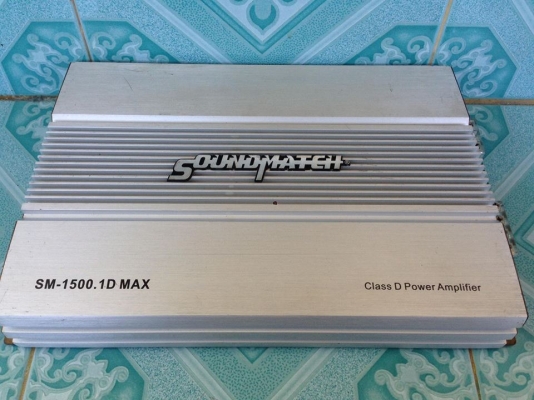 SOUNDMATCH
SM-1500.1D MAX
Class D Power Amplifier